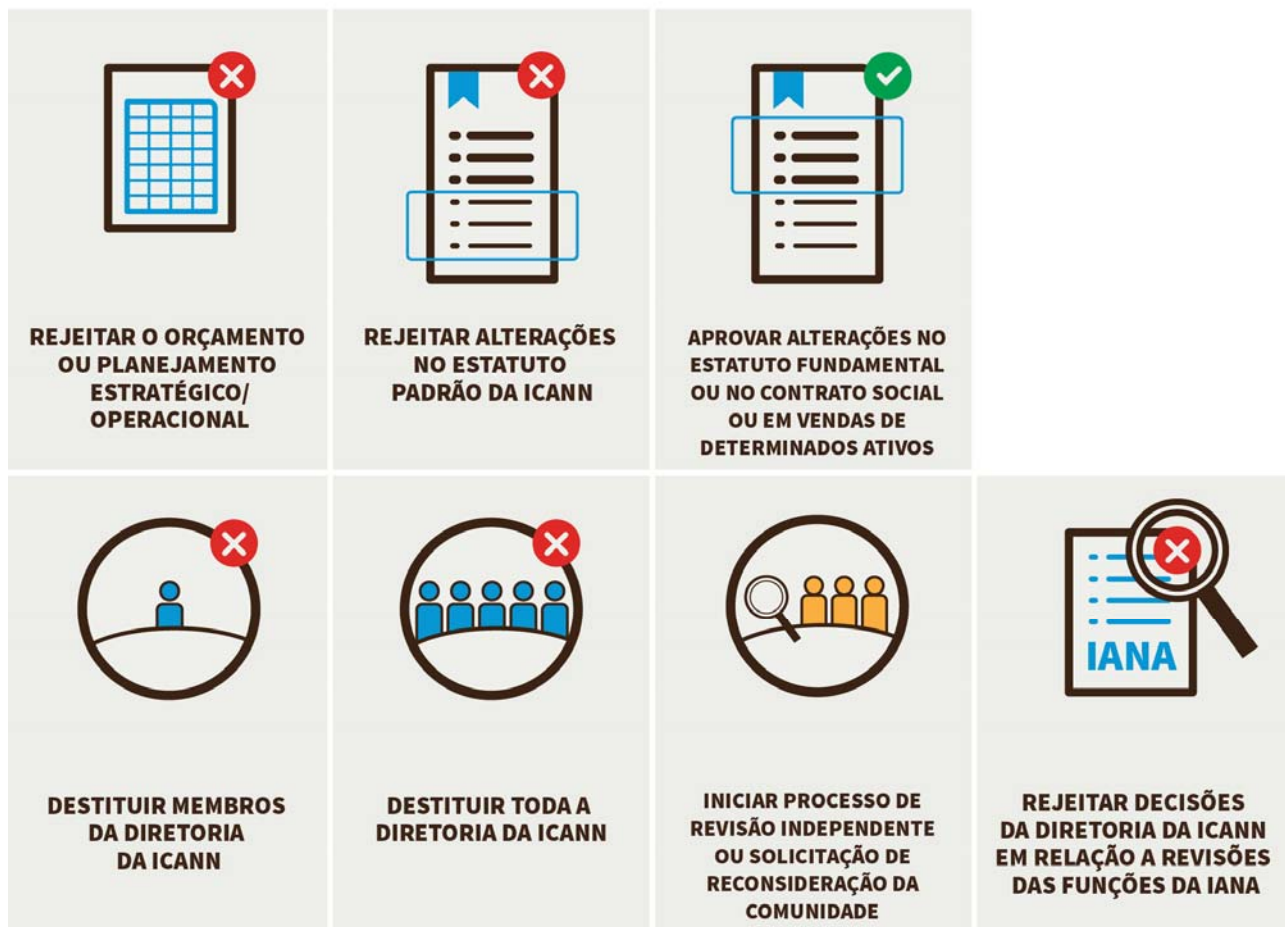 REJEITAR O ORÇAMENTO
OU PLANEJAMENTO
ESTRATÉGICO/
OPERACIONAL
REJEITAR ALTERAÇÕES
NO ESTATUTO
PADRÃO DA ICANN
APROVAR ALTERAÇÕES NO
ESTATUTO FUNDAMENTAL
OU NO CONTRATO SOCIAL
OU EM VENDAS DE
DETERMINADOS ATIVOS
DESTITUIR MEMBROS
DA DIRETORIA
DA ICANN
DESTITUIR TODA A
DIRETORIA DA ICANN
INICIAR PROCESSO DE
REVISÃO INDEPENDENTE
OU SOLICITAÇÃO DE
RECONSIDERAÇÃO DA
COMUNIDADE
IANA
REJEITAR DECISÕES
DA DIRETORIA DA ICANN
EM RELAÇÃO A REVISÕES
DAS FUNÇÕES DA IANA